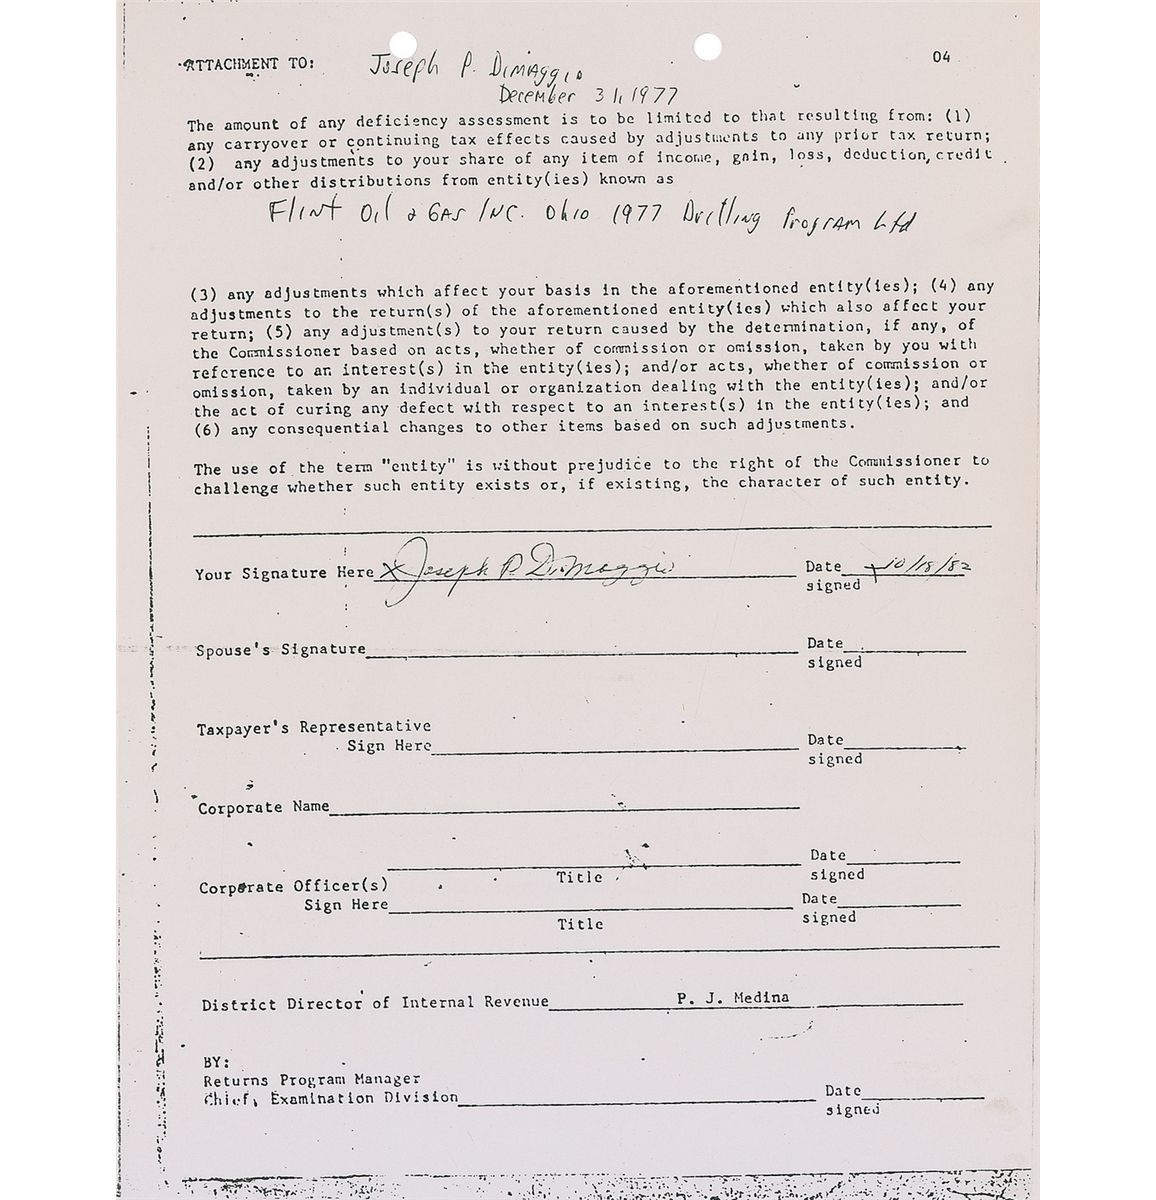 ATTACHMENT TO: Joseph P. DiMaggio 04
December 31, 1977
The amount of any deficiency assessment is to be limited to that resulting from: (1)
any carryover or continuing tax effects caused by adjustments to any prior tax return;
(2) any adjustments to your share of any item of income, gain, loss, deduction, credit
and/or other distributions from entity(ies) known as
Flint Oil & Gas Inc. Ohio 1977 Drilling Program Ltd
(3) any adjustments which affect your basis in the aforementioned entity(ies); (4) any
adjustments to the return(s) of the aforementioned entity(ies) which also affect your
return; (5) any adjustment(s) to your return caused by the determination, if any, of
the Commissioner based on acts, whether of commission or omission, taken by you with
reference to an interest(s) in the entity(ies); and/or acts, whether of commission or
omission, taken by an individual or organization dealing with the entity(ies); and/or
the act of curing any defect with respect to an interest(s) in the entity(ies); and
(6) any consequential changes to other items based on such adjustments.
The use of the term "entity" is without prejudice to the right of the Commissioner to
challenge whether such entity exists or, if existing, the character of such entity.
Your Signature Here X Joseph P. DiMaggio Date 10/18/82
signed
Spouse's Signature Date
signed
Taxpayer's Representative
Sign Here Date
signed
Corporate Name
Date
Title signed
Corporate Officer(s)
Sign Here Date
Title signed
District Director of Internal Revenue P. J. Medina
BY:
Returns Program Manager
Chief, Examination Division Date
signed